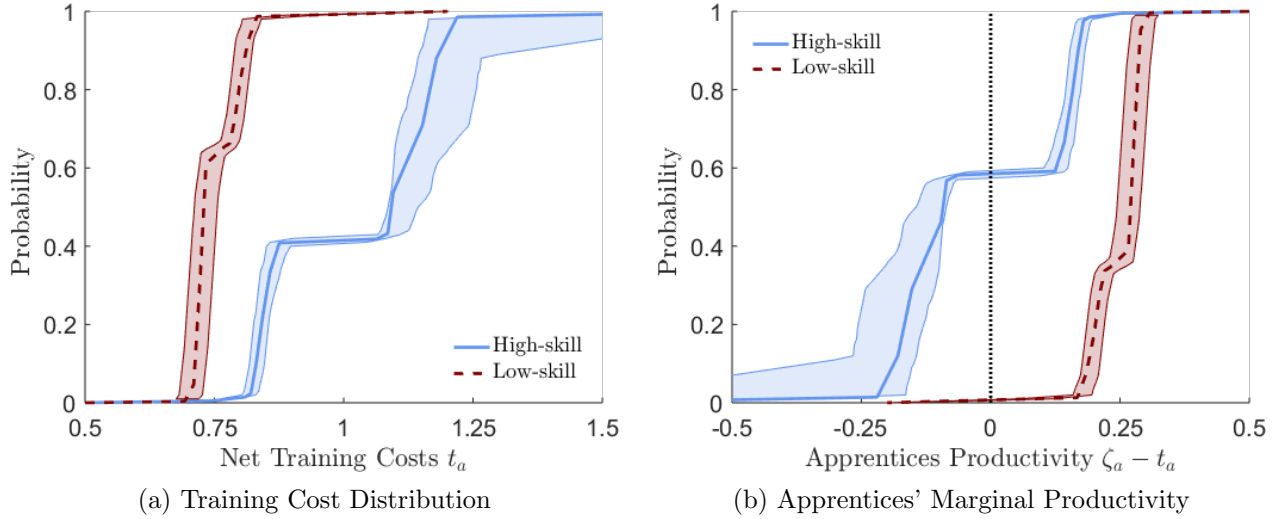 1
0.8
0.6
0.4
0.2
0
Probability
High-skill
Low-skill
0.5 0.75 1 1.25 1.5
Net Training Costs tₐ
(a) Training Cost Distribution
1
0.8
0.6
0.4
0.2
0
Probability
High-skill
Low-skill
-0.5 -0.25 0 0.25 0.5
Apprentices Productivity ζₐ − tₐ
(b) Apprentices' Marginal Productivity